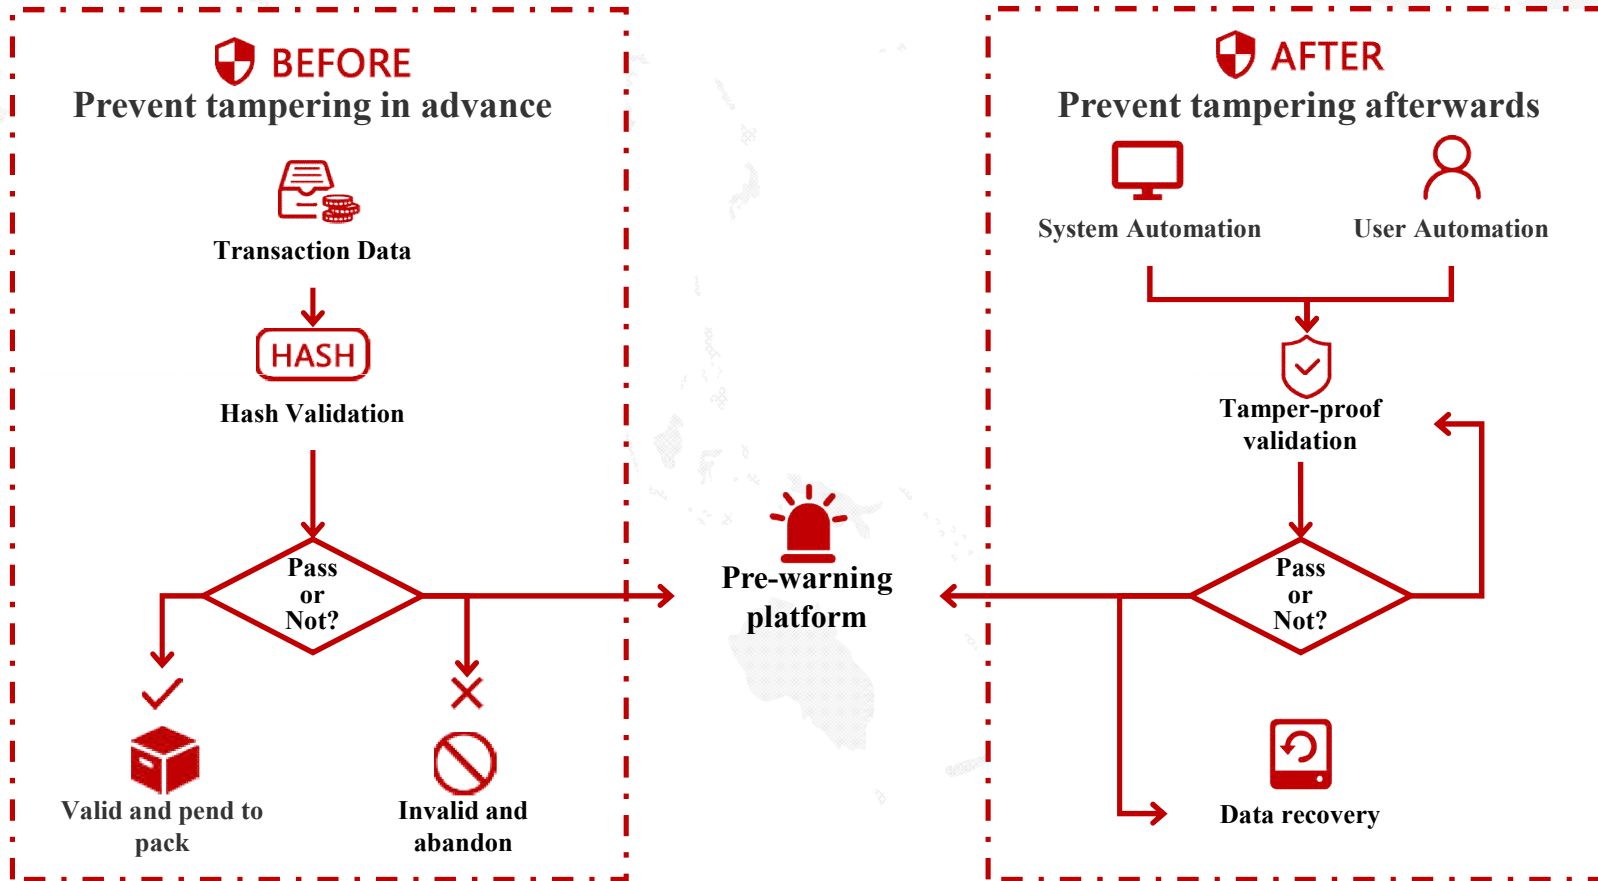 BEFORE
Prevent tampering in advance
Transaction Data
HASH
Hash Validation
Pass
or
Not?
Valid and pend to
pack
Invalid and
abandon
Pre-warning
platform
AFTER
Prevent tampering afterwards
System Automation
User Automation
Tamper-proof
validation
Pass
or
Not?
Data recovery